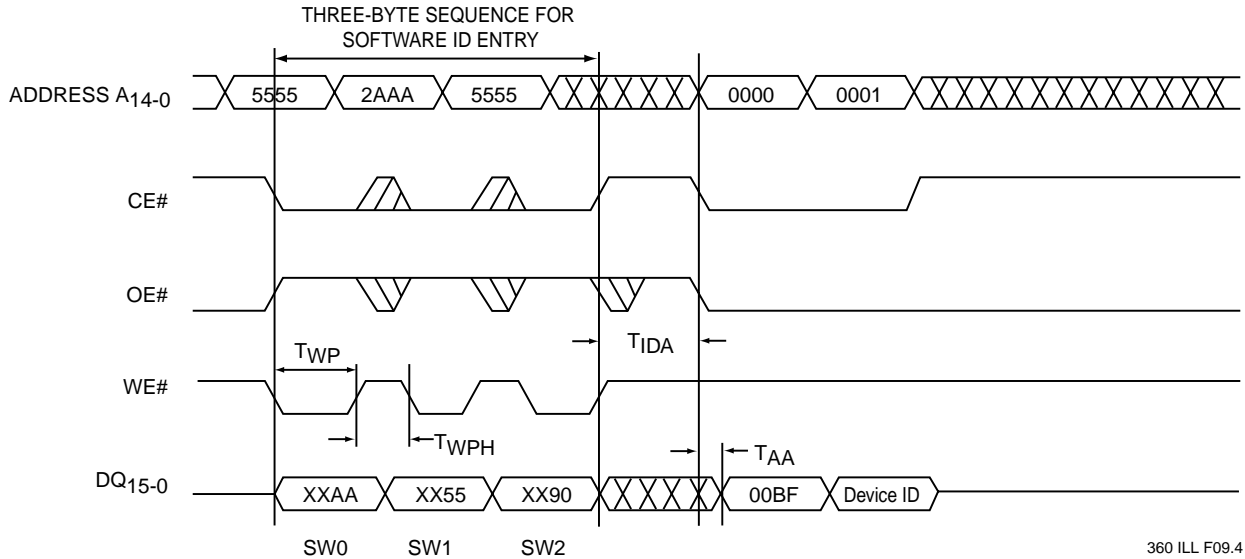 THREE-BYTE SEQUENCE FOR
SOFTWARE ID ENTRY
ADDRESS A14-0
5555
2AAA
5555
0000
0001
CE#
OE#
TWP
TIDA
WE#
TWPH
TAA
DQ15-0
XXAA
XX55
XX90
00BF
Device ID
SW0
SW1
SW2
360 ILL F09.4